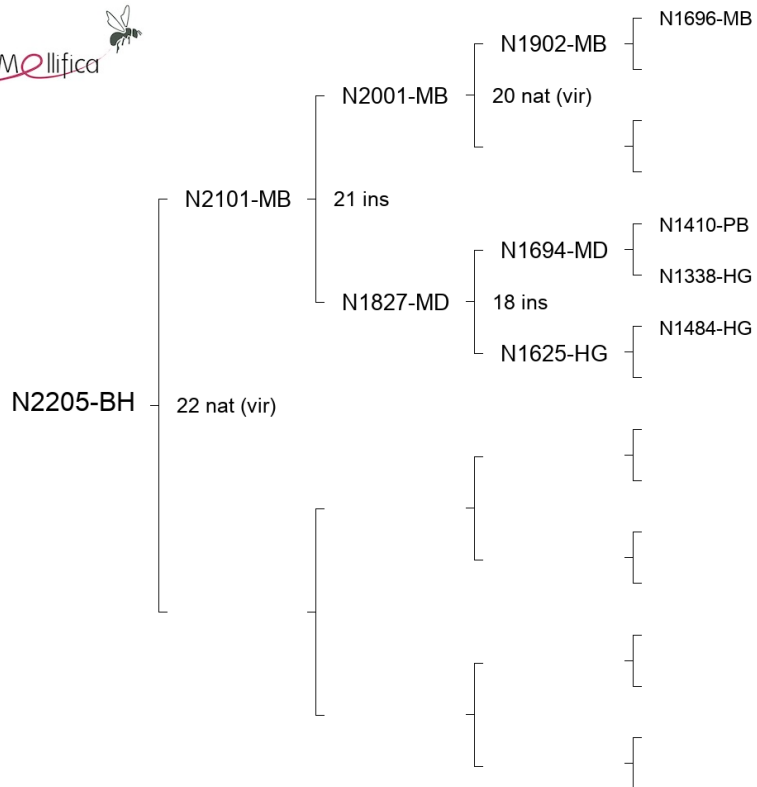 Mellifica
N1696-MB
N1902-MB
N2001-MB
20 nat (vir)
N2101-MB
21 ins
N1410-PB
N1694-MD
N1338-HG
N1827-MD
18 ins
N1484-HG
N1625-HG
N2205-BH
22 nat (vir)